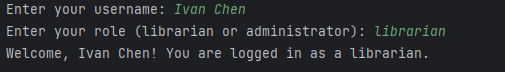 Enter your username: Ivan Chen
Enter your role (librarian or administrator): librarian
Welcome, Ivan Chen! You are logged in as a librarian.